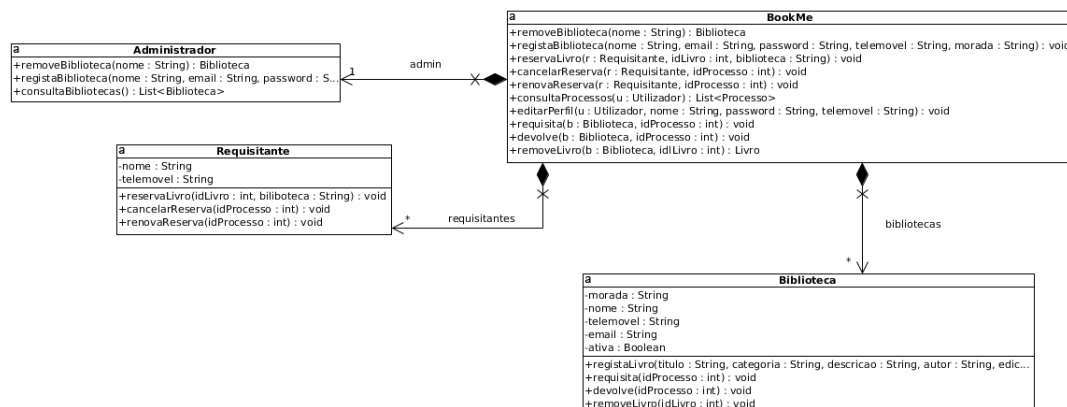 a
BookMe
+removeBiblioteca(nome : String) : Biblioteca
+registaBiblioteca(nome : String, email : String, password : String, telemovel : String, morada : String) : void
+reservaLivro(r : Requisitante, idLivro : int, biblioteca : String) : void
+cancelarReserva(r : Requisitante, idProcesso : int) : void
+renovaReserva(r : Requisitante, idProcesso : int) : void
+consultaProcessos(u : Utilizador) : List<Processo>
+editarPerfil(u : Utilizador, nome : String, password : String, telemovel : String) : void
+requisita(b : Biblioteca, idProcesso : int) : void
+devolve(b : Biblioteca, idProcesso : int) : void
+removeLivro(b : Biblioteca, idlLivro : int) : Livro
a
Administrador
+removeBiblioteca(nome : String) : Biblioteca
+registaBiblioteca(nome : String, email : String, password : S...
+consultaBibliotecas() : List<Biblioteca>
1
admin
a
Requisitante
-nome : String
-telemovel : String
+reservaLivro(idLivro : int, biliboteca : String) : void
+cancelarReserva(idProcesso : int) : void
+renovaReserva(idProcesso : int) : void
*
requisitantes
bibliotecas
*
a
Biblioteca
-morada : String
-nome : String
-telemovel : String
-email : String
-ativa : Boolean
+registaLivro(titulo : String, categoria : String, descricao : String, autor : String, edic...
+requisita(idProcesso : int) : void
+devolve(idProcesso : int) : void
+removeLivro(idLivro : int) : void